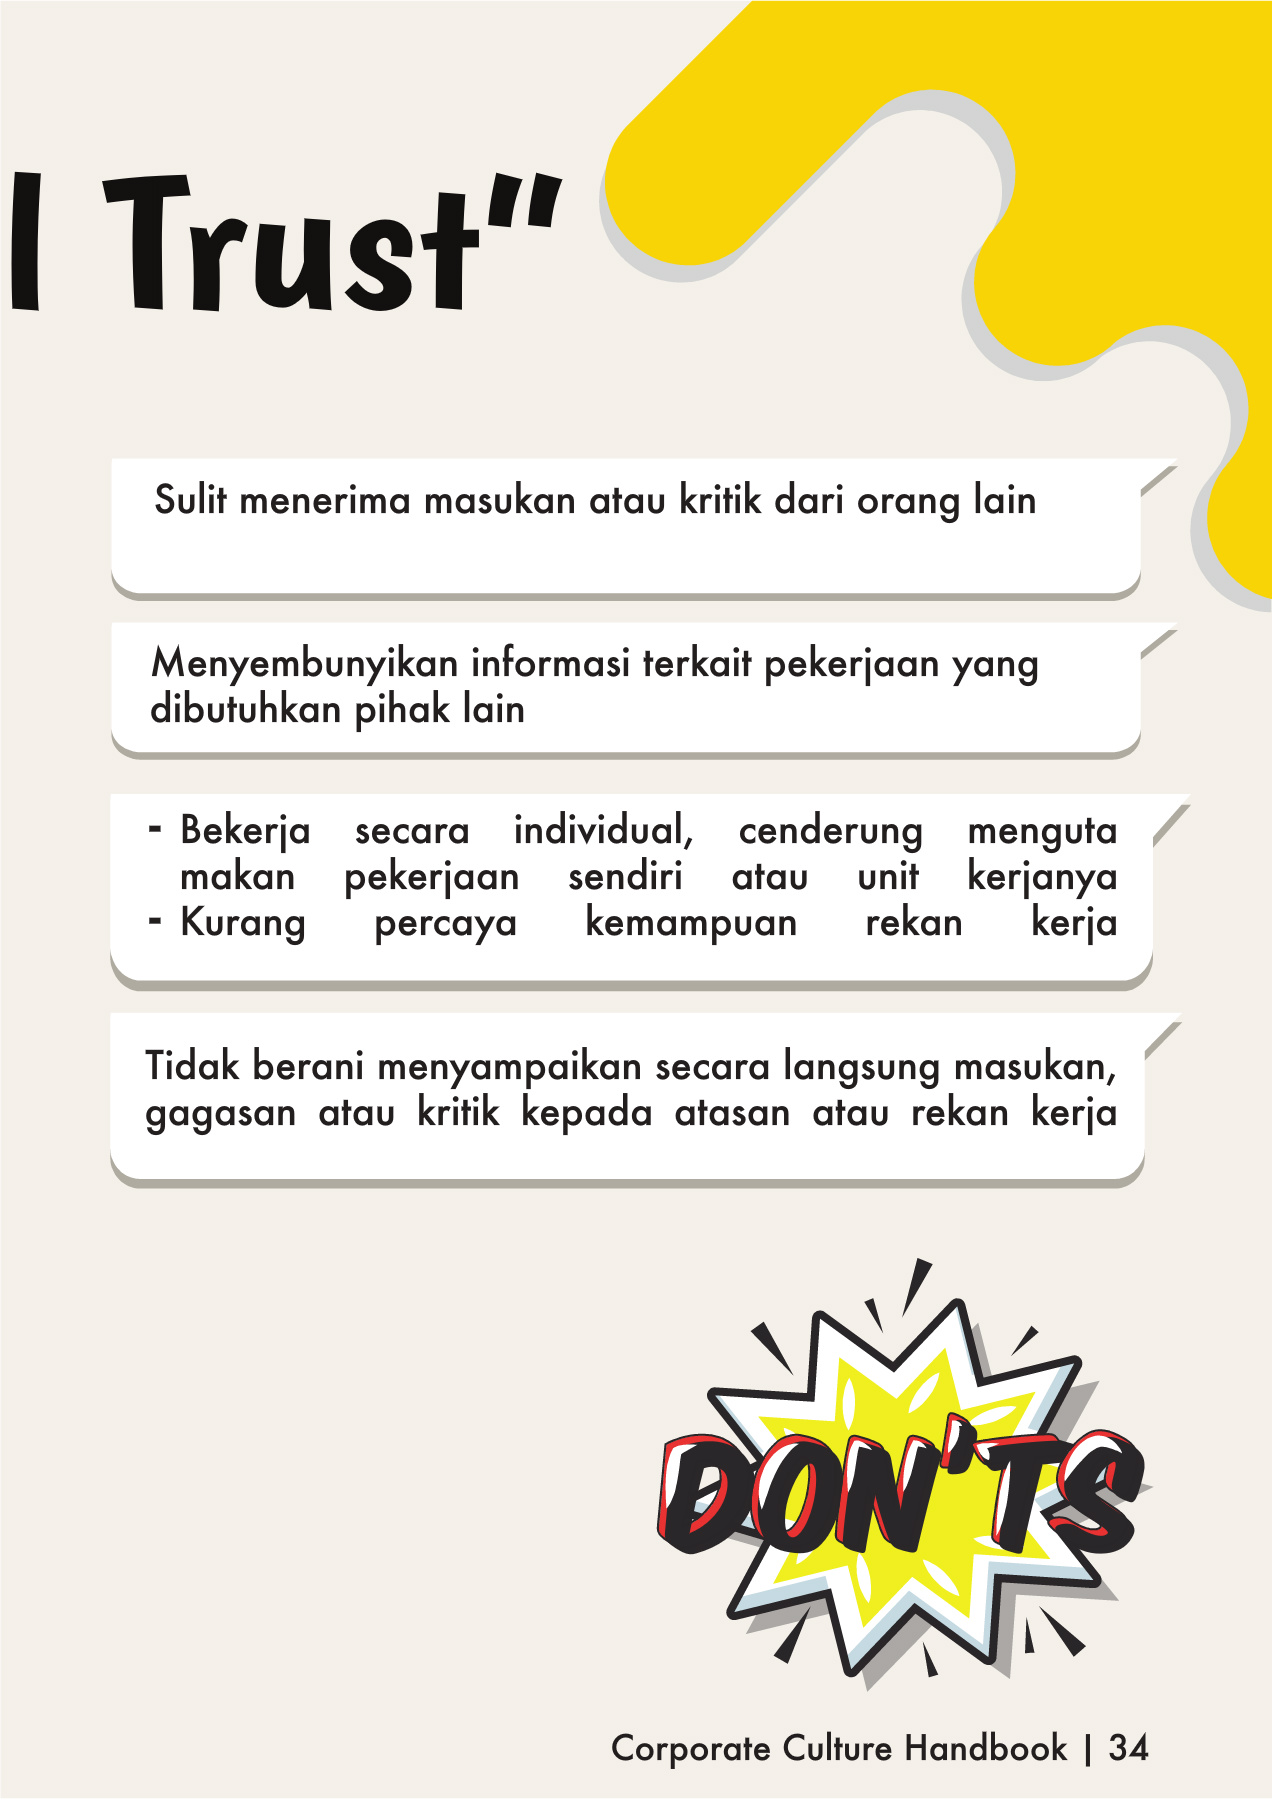 l Trust”
Sulit menerima masukan atau kritik dari orang lain
Menyembunyikan informasi terkait pekerjaan yang
dibutuhkan pihak lain
- Bekerja secara individual, cenderung menguta
makan pekerjaan sendiri atau unit kerjanya
- Kurang percaya kemampuan rekan kerja
Tidak berani menyampaikan secara langsung masukan,
gagasan atau kritik kepada atasan atau rekan kerja
DON'TS
Corporate Culture Handbook | 34